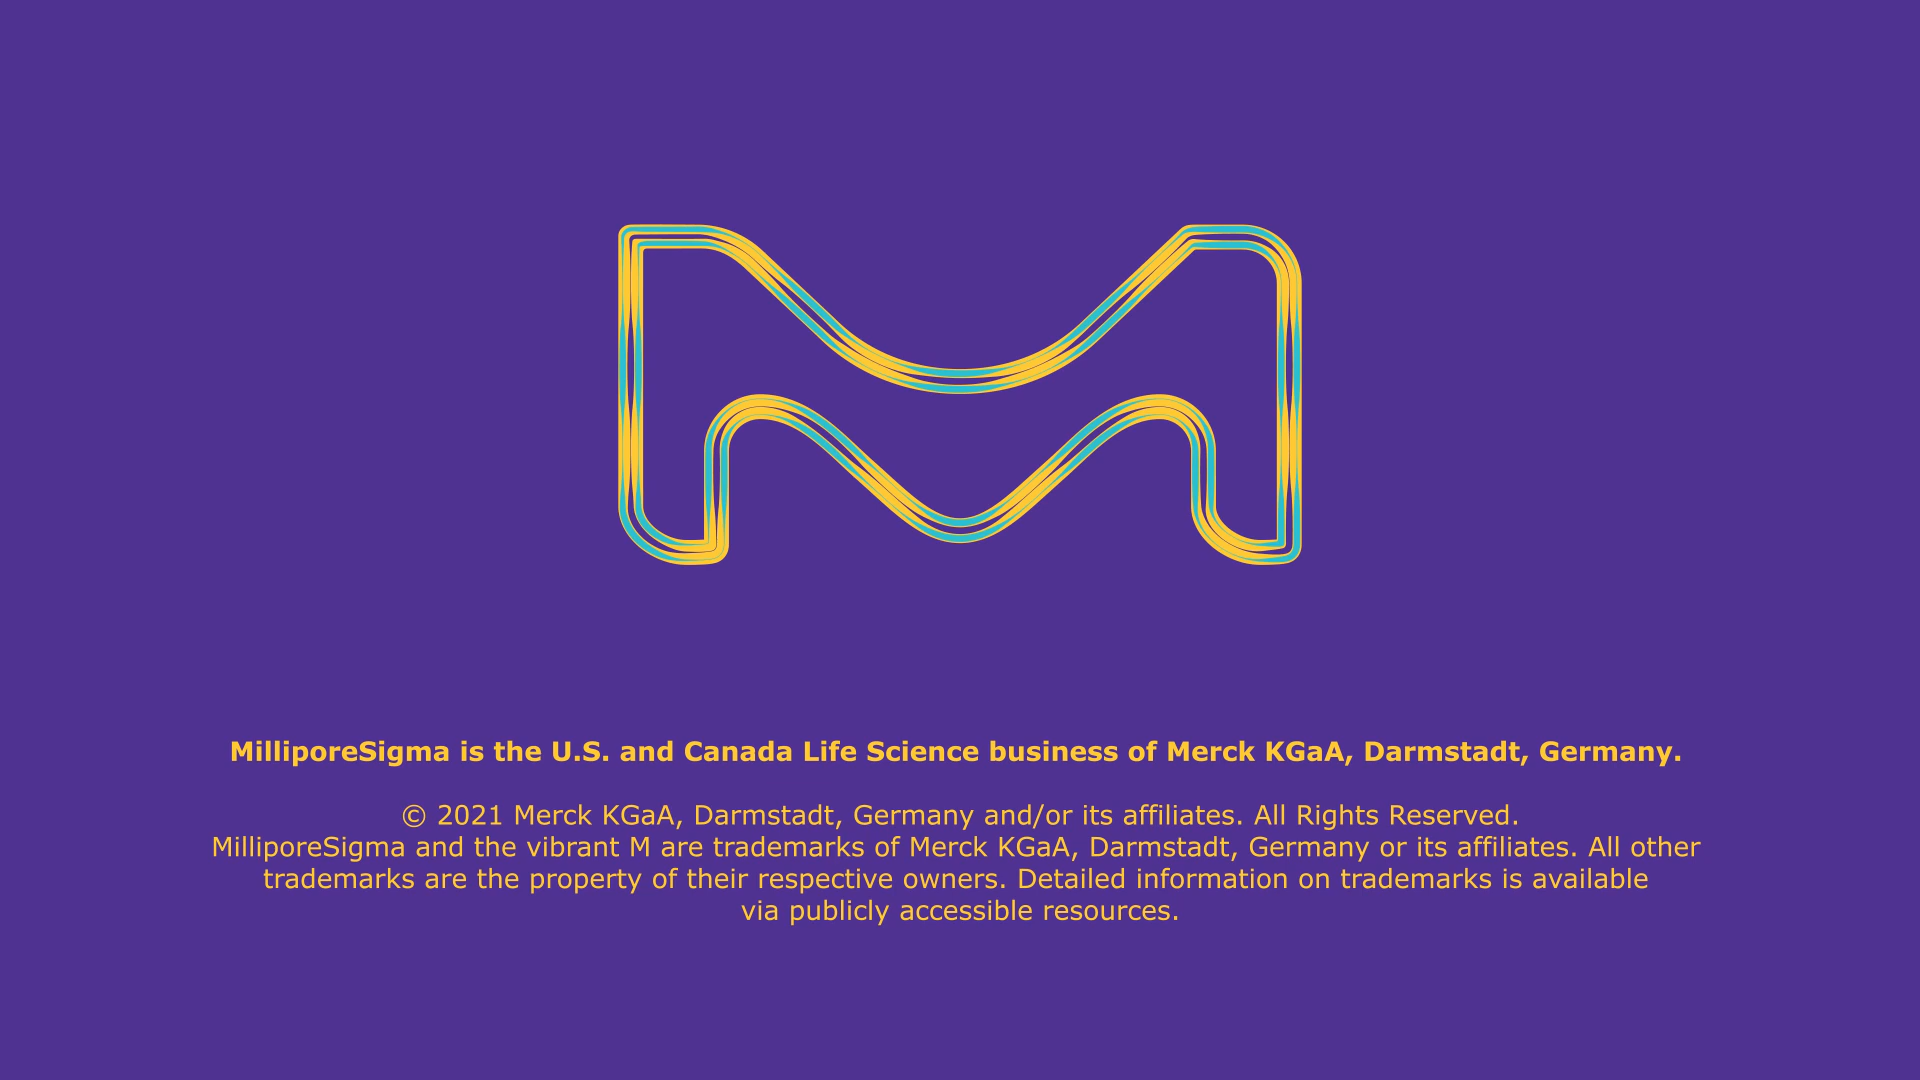 MilliporeSigma is the U.S. and Canada Life Science business of Merck KGaA, Darmstadt, Germany.
© 2021 Merck KGaA, Darmstadt, Germany and/or its affiliates. All Rights Reserved.
MilliporeSigma and the vibrant M are trademarks of Merck KGaA, Darmstadt, Germany or its affiliates. All other
trademarks are the property of their respective owners. Detailed information on trademarks is available
via publicly accessible resources.